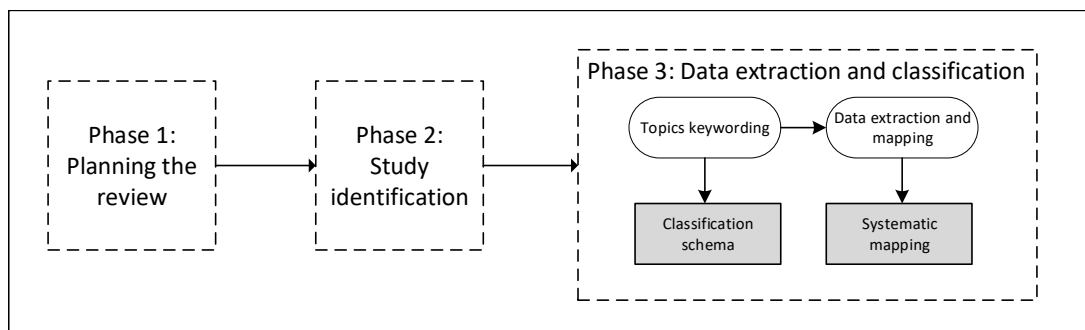 Phase 1:
Planning the
review
Phase 2:
Study
identification
Phase 3: Data extraction and classification
Topics keywording
Data extraction and
mapping
Classification
schema
Systematic
mapping